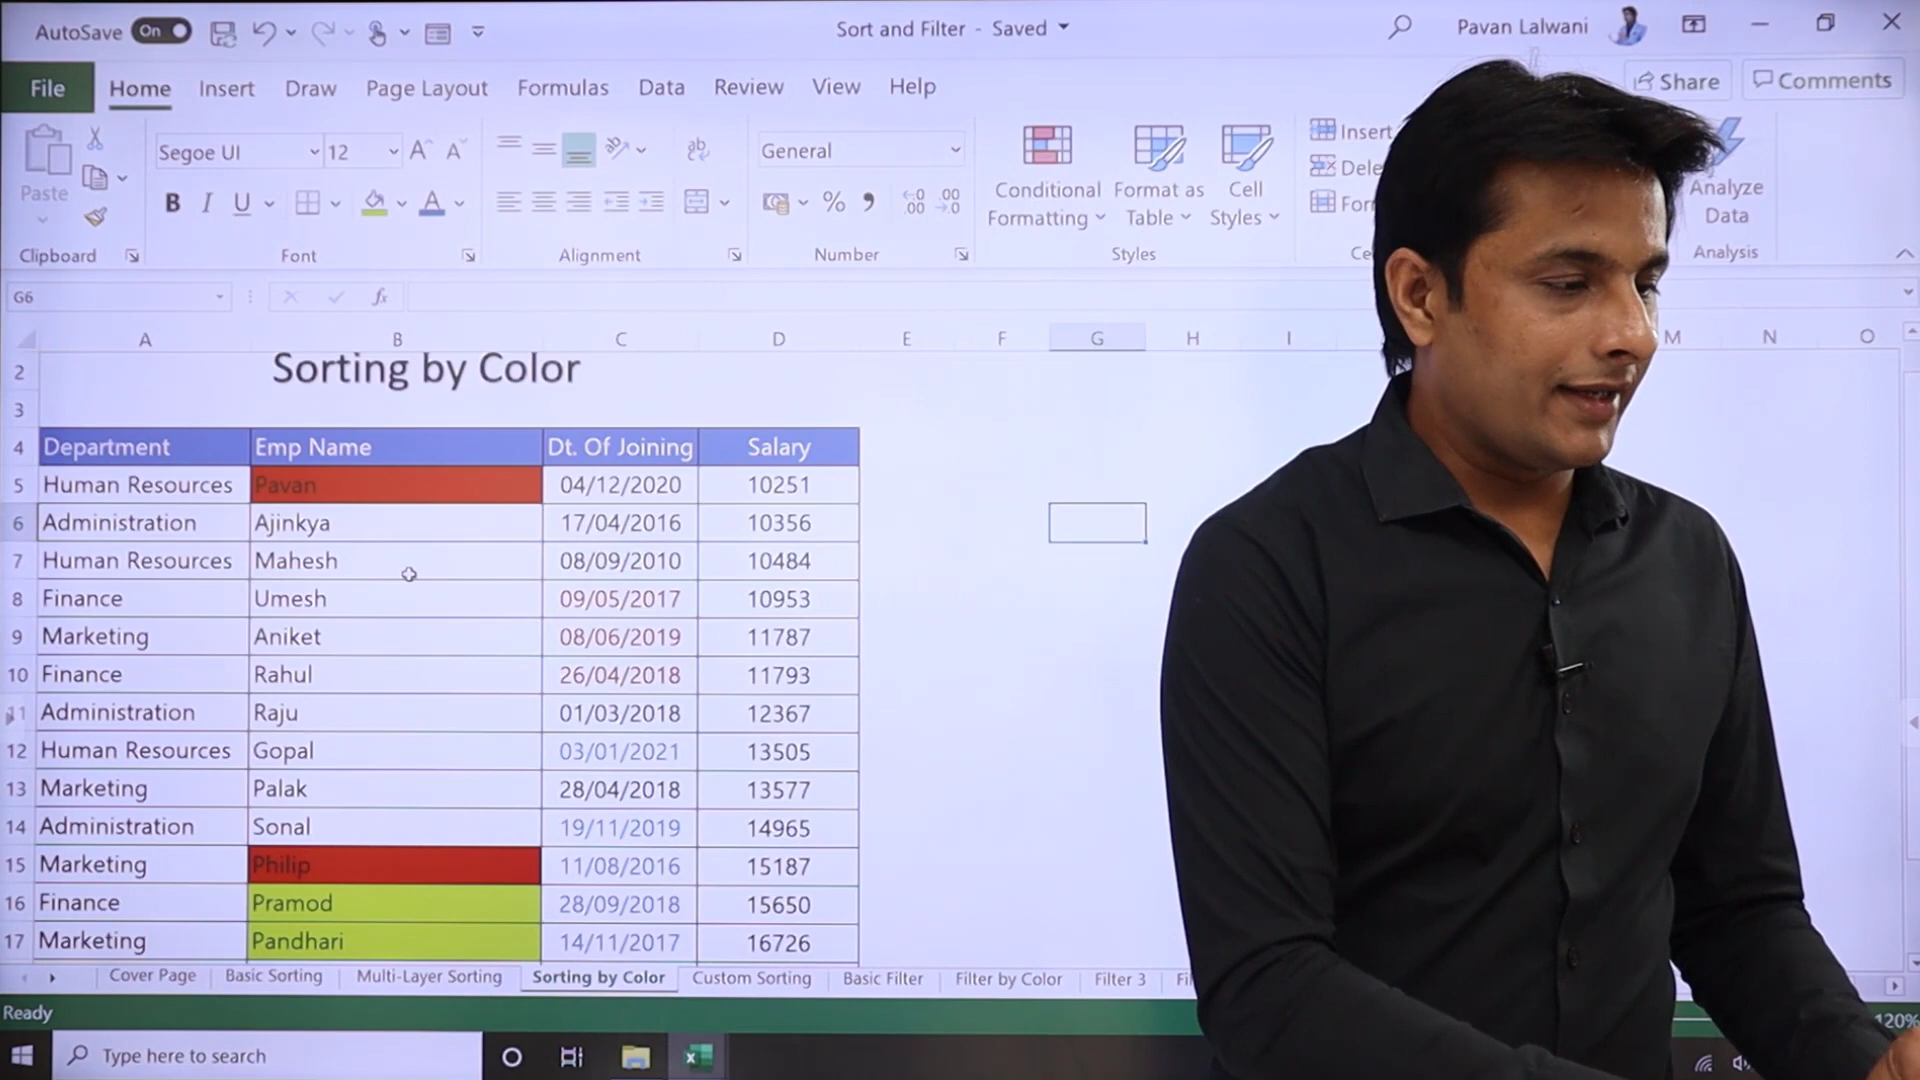 AutoSave On
Sort and Filter - Saved
Pavan Lalwani
File Home Insert Draw Page Layout Formulas Data Review View Help
Share Comments
Paste
Segoe UI 12
General
Conditional Formatting
Format as Table
Cell Styles
Insert
Dele
For
Analyze Data
Clipboard Font Alignment Number Styles Ce Analysis
G6
fx
A B C D E F G H I M N O
2 Sorting by Color
3
4 Department Emp Name Dt. Of Joining Salary
5 Human Resources Pavan 04/12/2020 10251
6 Administration Ajinkya 17/04/2016 10356
7 Human Resources Mahesh 08/09/2010 10484
8 Finance Umesh 09/05/2017 10953
9 Marketing Aniket 08/06/2019 11787
10 Finance Rahul 26/04/2018 11793
11 Administration Raju 01/03/2018 12367
12 Human Resources Gopal 03/01/2021 13505
13 Marketing Palak 28/04/2018 13577
14 Administration Sonal 19/11/2019 14965
15 Marketing Philip 11/08/2016 15187
16 Finance Pramod 28/09/2018 15650
17 Marketing Pandhari 14/11/2017 16726
Cover Page Basic Sorting Multi-Layer Sorting Sorting by Color Custom Sorting Basic Filter Filter by Color Filter 3 Fi
Ready
120%
Type here to search